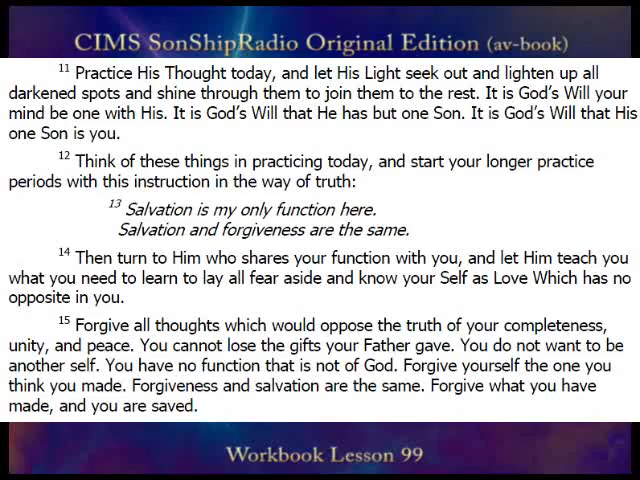 CIMS SonShipRadio Original Edition (av-book)
11 Practice His Thought today, and let His Light seek out and lighten up all
darkened spots and shine through them to join them to the rest. It is God's Will your
mind be one with His. It is God's Will that He has but one Son. It is God's Will that His
one Son is you.
12 Think of these things in practicing today, and start your longer practice
periods with this instruction in the way of truth:
13 Salvation is my only function here.
Salvation and forgiveness are the same.
14 Then turn to Him who shares your function with you, and let Him teach you
what you need to learn to lay all fear aside and know your Self as Love Which has no
opposite in you.
15 Forgive all thoughts which would oppose the truth of your completeness,
unity, and peace. You cannot lose the gifts your Father gave. You do not want to be
another self. You have no function that is not of God. Forgive yourself the one you
think you made. Forgiveness and salvation are the same. Forgive what you have
made, and you are saved.
Workbook Lesson 99